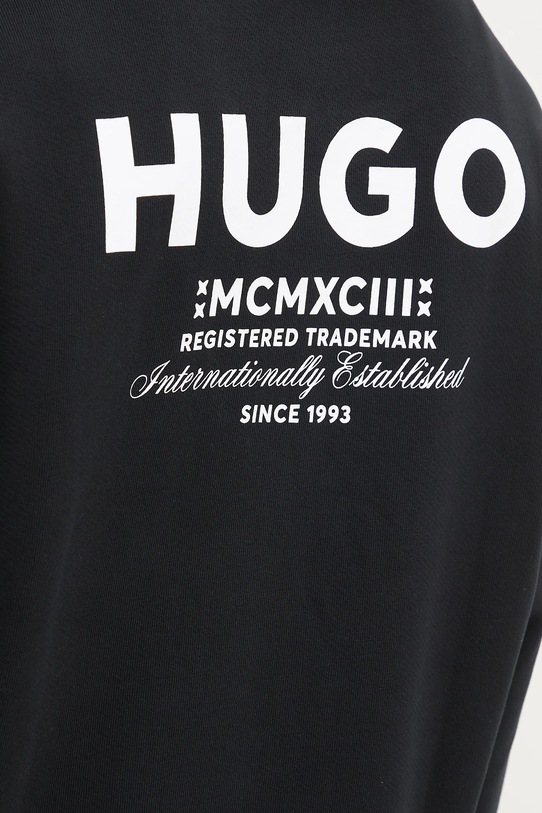 HUGO
MCMXCIII
REGISTERED TRADEMARK
Internationally Established
SINCE 1993